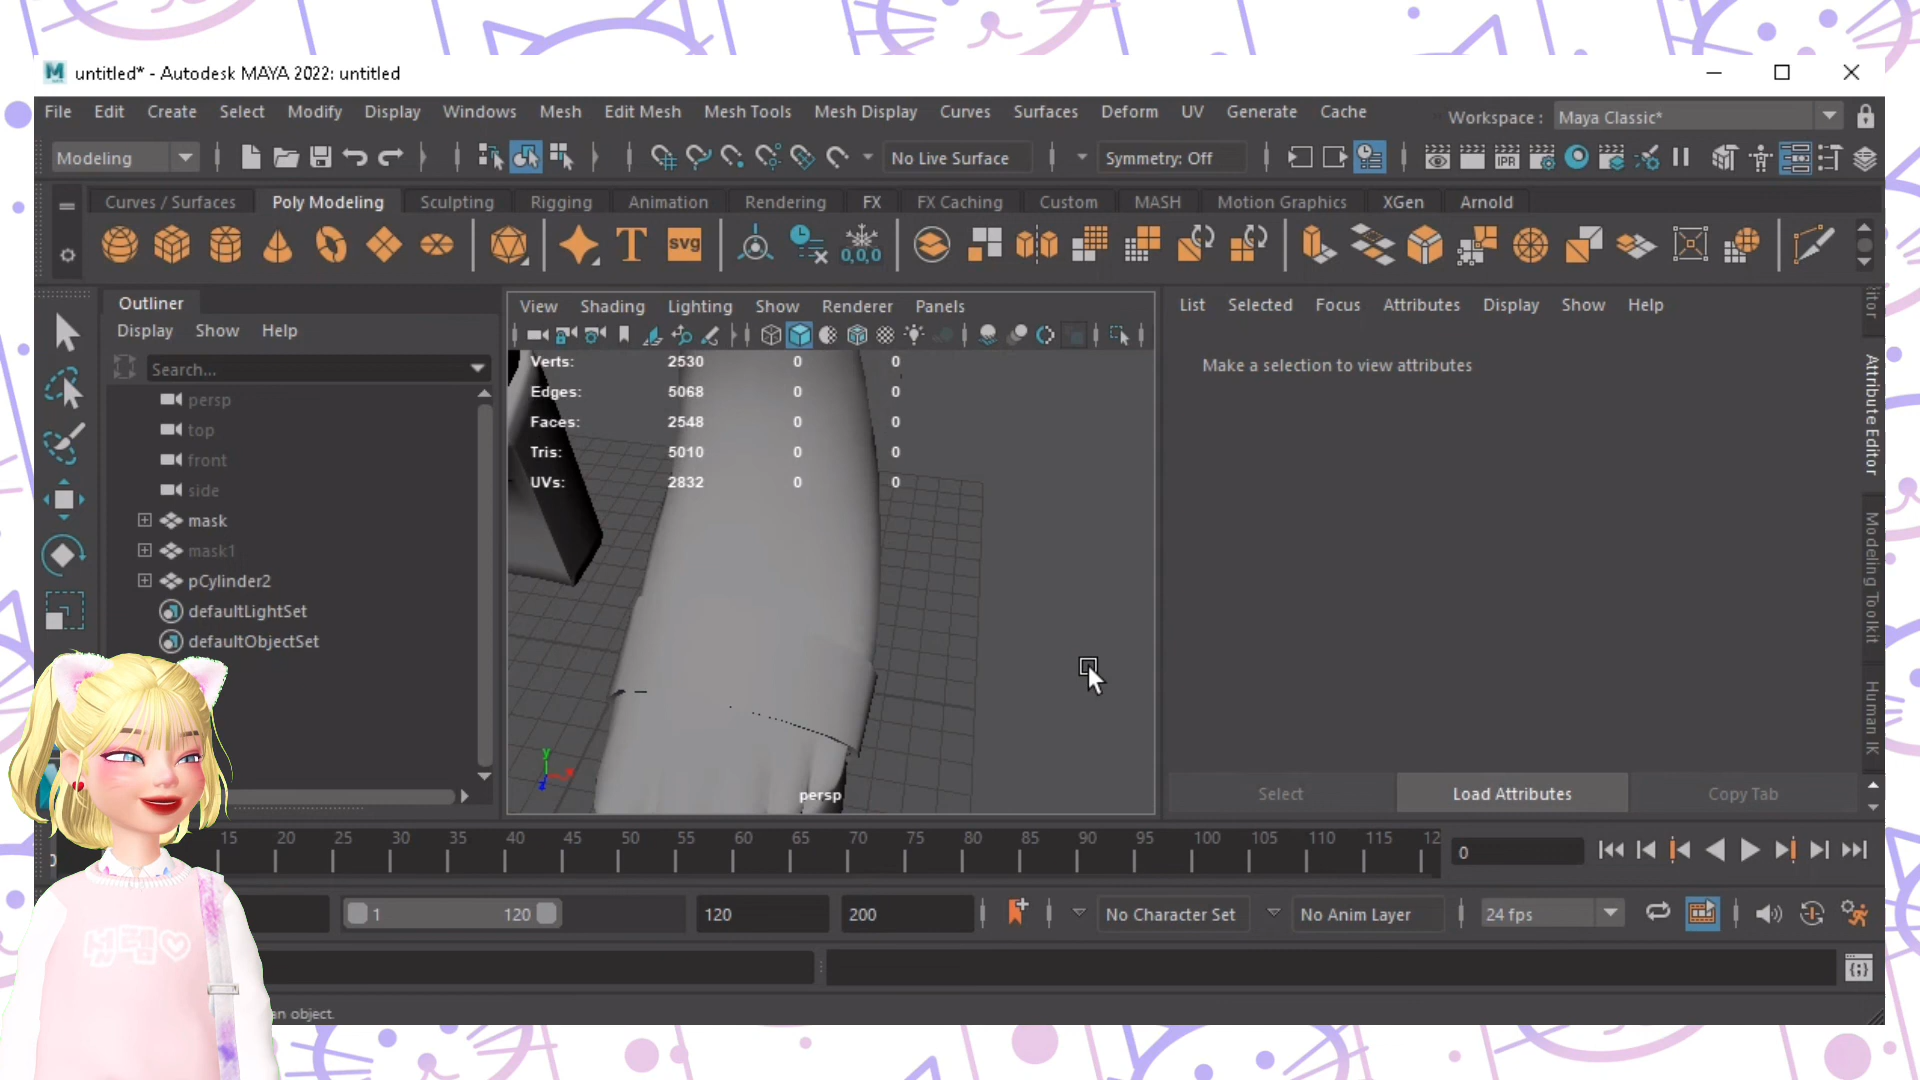 untitled* - Autodesk MAYA 2022: untitled
File Edit Create Select Modify Display Windows Mesh Edit Mesh Mesh Tools Mesh Display Curves Surfaces Deform UV Generate Cache Workspace : Maya Classic*
Modeling No Live Surface Symmetry: Off IPR
Curves / Surfaces Poly Modeling Sculpting Rigging Animation Rendering FX FX Caching Custom MASH Motion Graphics XGen Arnold
T svg 0,0,0
Outliner
Display Show Help
Search...
persp
top
front
side
mask
mask1
pCylinder2
defaultLightSet
defaultObjectSet
View Shading Lighting Show Renderer Panels
Verts: 2530 0 0
Edges: 5068 0 0
Faces: 2548 0 0
Tris: 5010 0 0
UVs: 2832 0 0
y
persp
List Selected Focus Attributes Display Show Help
Make a selection to view attributes
Select Load Attributes Copy Tab
Attribute Editor
Modeling Toolkit
Human IK
15 20 25 30 35 40 45 50 55 60 65 70 75 80 85 90 95 100 105 110 115 12
0
1 120 120 200 No Character Set No Anim Layer 24 fps
an object.